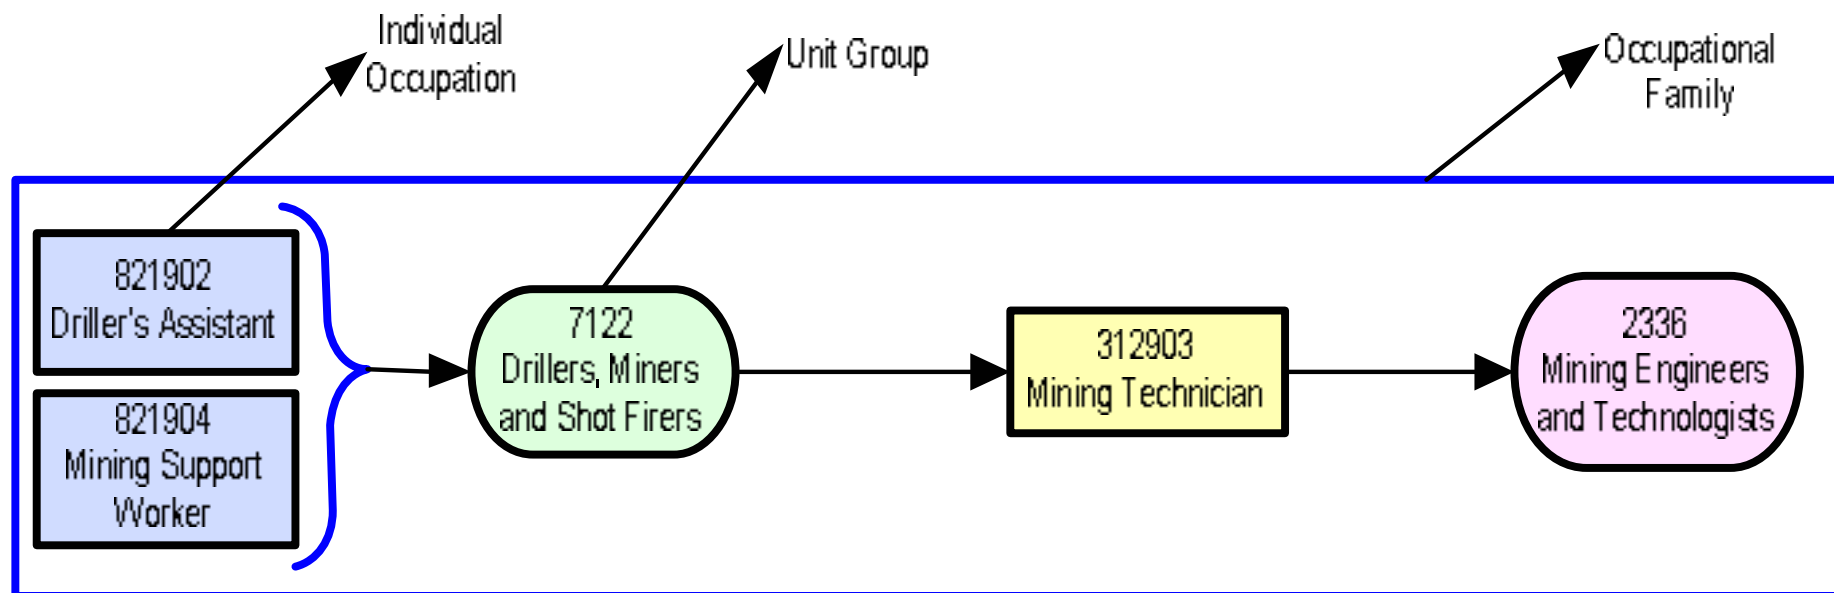 Individual
Occupation
Unit Group
Occupational
Family
821902
Driller's Assistant
821904
Mining Support
Worker
7122
Drillers, Miners
and Shot Firers
312903
Mining Technician
2336
Mining Engineers
and Technologists